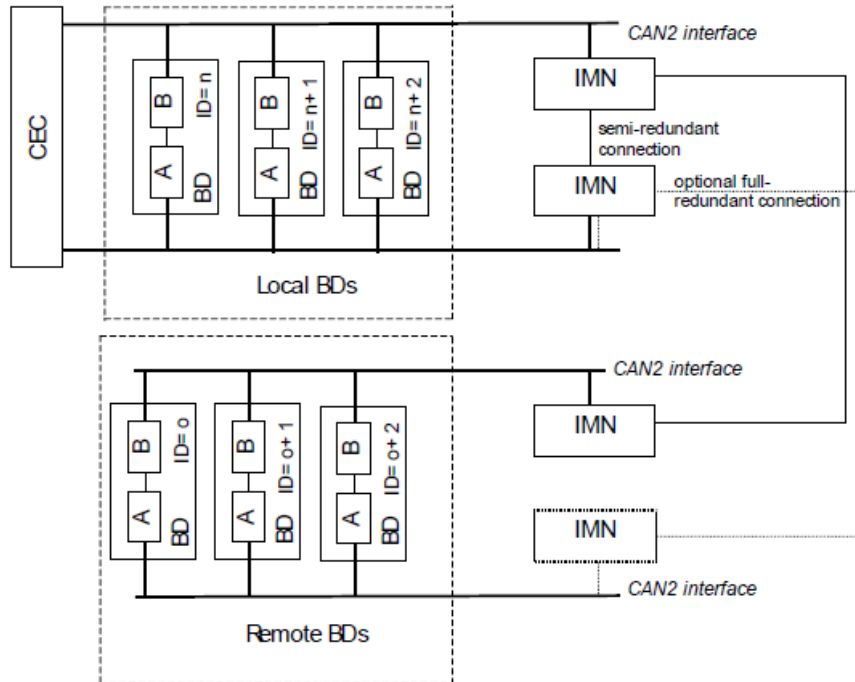 CEC
B
A
ID= n
BD
B
A
ID= n+ 1
BD
B
A
ID= n+ 2
BD
Local BDs
CAN2 interface
IMN
semi-redundant
connection
IMN
optional full-
redundant connection
B
A
ID= o
BD
B
A
ID= o+ 1
BD
B
A
ID= o+ 2
BD
Remote BDs
CAN2 interface
IMN
IMN
CAN2 interface